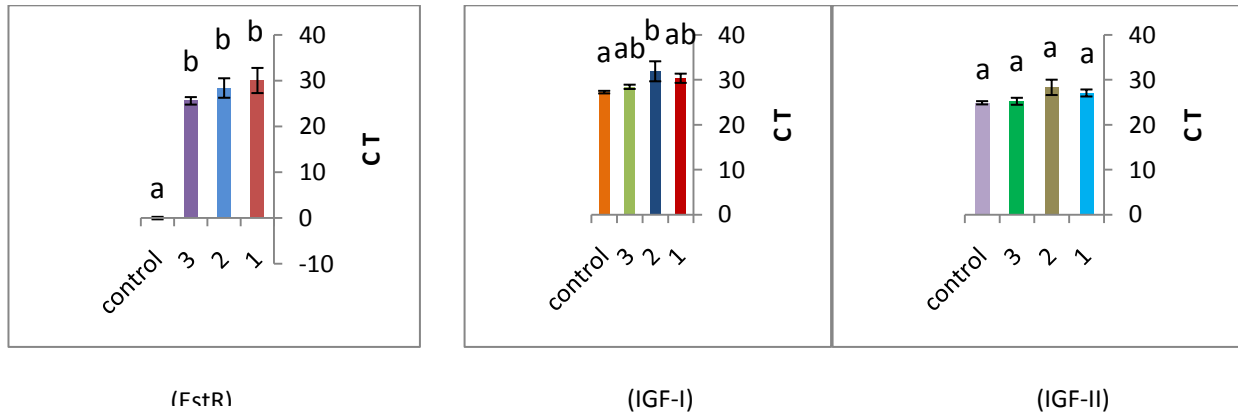 b b b a
40
30
20
10
0
-10
CT
control 3 2 1
(EstR)
a ab b ab
40
30
20
10
0
CT
control 3 2 1
(IGF-I)
a a a a
40
30
20
10
0
CT
control 3 2 1
(IGF-II)